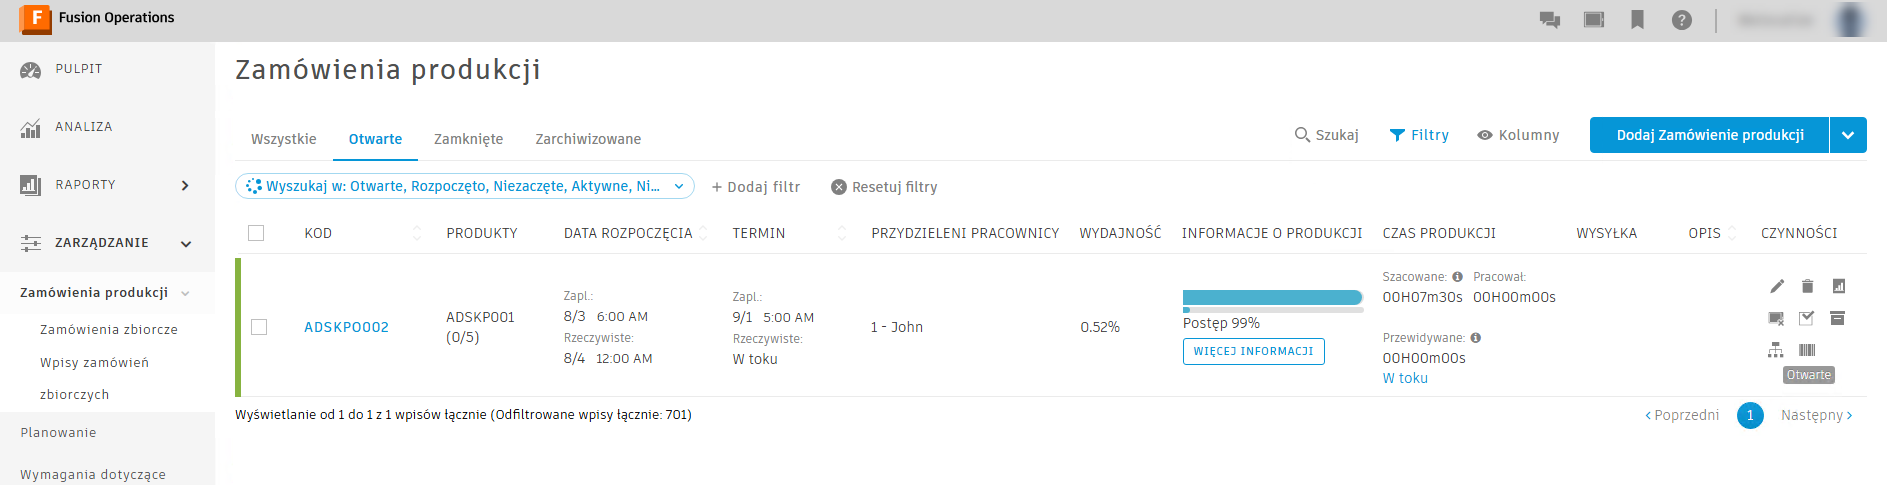 F Fusion Operations
PULPIT
ANALIZA
RAPORTY
ZARZĄDZANIE
Zamówienia produkcji
Zamówienia zbiorcze
Wpisy zamówień
zbiorczych
Planowanie
Wymagania dotyczące
Zamówienia produkcji
Wszystkie Otwarte Zamknięte Zarchiwizowane
Szukaj Filtry Kolumny Dodaj Zamówienie produkcji
Wyszukaj w: Otwarte, Rozpoczęto, Niezaczęte, Aktywne, Ni... + Dodaj filtr Resetuj filtry
KOD PRODUKTY DATA ROZPOCZĘCIA TERMIN PRZYDZIELENI PRACOWNICY WYDAJNOŚĆ INFORMACJE O PRODUKCJI CZAS PRODUKCJI WYSYŁKA OPIS CZYNNOŚCI
ADSKPO002
ADSKP001
(0/5)
Zapl.:
8/3 6:00 AM
Rzeczywiste:
8/4 12:00 AM
Zapl.:
9/1 5:00 AM
Rzeczywiste:
W toku
1 - John
0.52%
Postęp 99%
WIĘCEJ INFORMACJI
Szacowane: Pracował:
00H07m30s 00H00m00s
Przewidywane:
00H00m00s
W toku
Otwarte
Wyświetlanie od 1 do 1 z 1 wpisów łącznie (Odfiltrowane wpisy łącznie: 701)
‹ Poprzedni 1 Następny ›